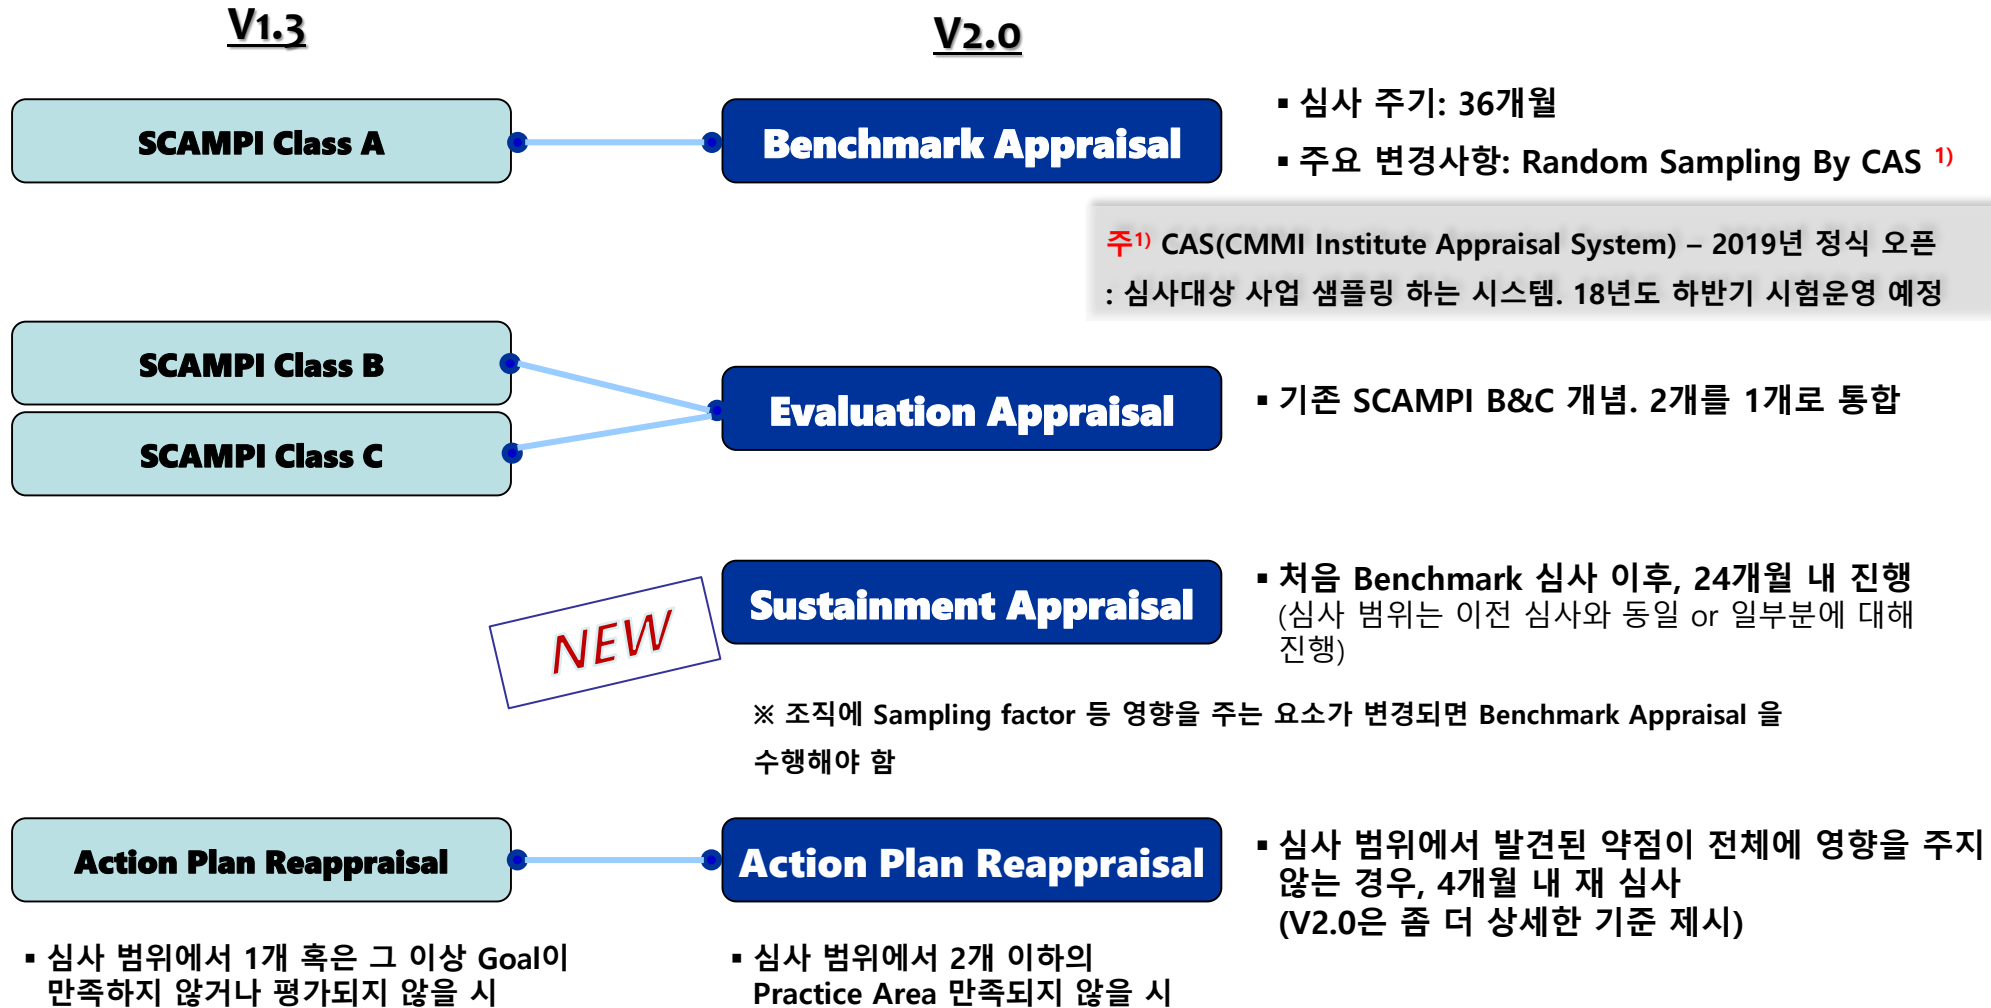 V1.3
V2.0
SCAMPI Class A
Benchmark Appraisal
▪ 심사 주기: 36개월
▪ 주요 변경사항: Random Sampling By CAS 1)
주1) CAS(CMMI Institute Appraisal System) – 2019년 정식 오픈
: 심사대상 사업 샘플링 하는 시스템. 18년도 하반기 시험운영 예정
SCAMPI Class B
SCAMPI Class C
Evaluation Appraisal
▪ 기존 SCAMPI B&C 개념. 2개를 1개로 통합
NEW
Sustainment Appraisal
▪ 처음 Benchmark 심사 이후, 24개월 내 진행
(심사 범위는 이전 심사와 동일 or 일부분에 대해
진행)
※ 조직에 Sampling factor 등 영향을 주는 요소가 변경되면 Benchmark Appraisal 을
수행해야 함
Action Plan Reappraisal
Action Plan Reappraisal
▪ 심사 범위에서 발견된 약점이 전체에 영향을 주지
않는 경우, 4개월 내 재 심사
(V2.0은 좀 더 상세한 기준 제시)
▪ 심사 범위에서 1개 혹은 그 이상 Goal이
만족하지 않거나 평가되지 않을 시
▪ 심사 범위에서 2개 이하의
Practice Area 만족되지 않을 시